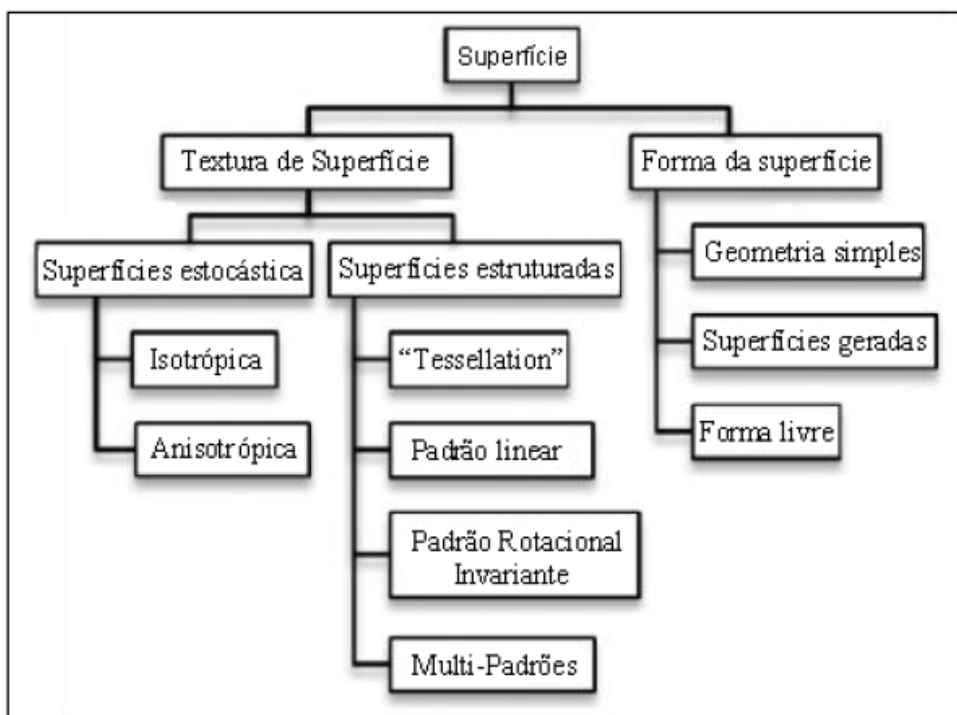 Superfície
Textura de Superfície
Forma da superfície
Superfícies estocástica
Superfícies estruturadas
Geometria simples
Isotrópica
"Tessellation"
Superfícies geradas
Anisotrópica
Padrão linear
Forma livre
Padrão Rotacional
Invariante
Multi-Padrões